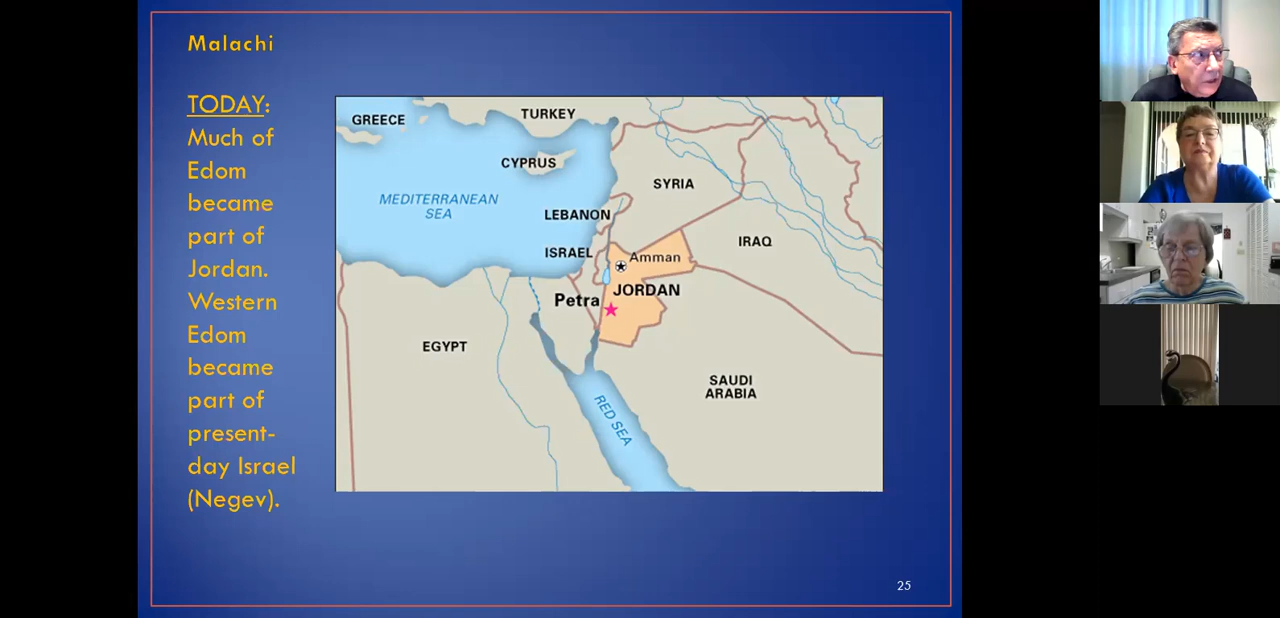 Malachi
TODAY:
Much of
Edom
became
part of
Jordan.
Western
Edom
became
part of
present-
day Israel
(Negev).
GREECE
TURKEY
CYPRUS
SYRIA
MEDITERRANEAN
SEA
LEBANON
IRAQ
ISRAEL
Amman
JORDAN
Petra
EGYPT
SAUDI
ARABIA
RED SEA
25